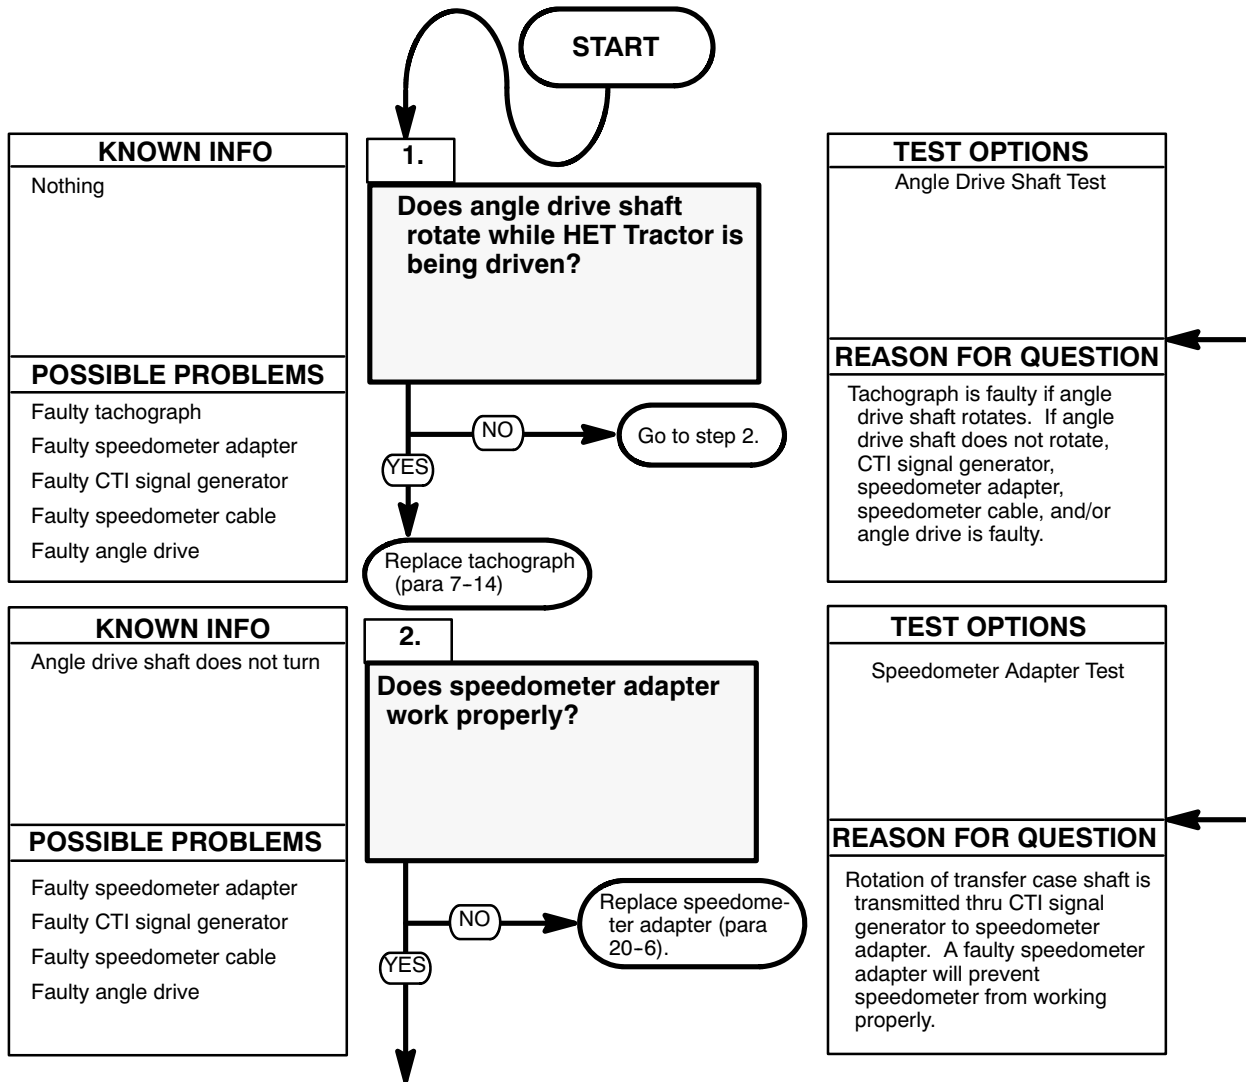 START
KNOWN INFO
Nothing
POSSIBLE PROBLEMS
Faulty tachograph
Faulty speedometer adapter
Faulty CTI signal generator
Faulty speedometer cable
Faulty angle drive
1.
Does angle drive shaft
rotate while HET Tractor is
being driven?
NO
Go to step 2.
YES
Replace tachograph
(para 7-14)
TEST OPTIONS
Angle Drive Shaft Test
REASON FOR QUESTION
Tachograph is faulty if angle
drive shaft rotates. If angle
drive shaft does not rotate,
CTI signal generator,
speedometer adapter,
speedometer cable, and/or
angle drive is faulty.
KNOWN INFO
Angle drive shaft does not turn
POSSIBLE PROBLEMS
Faulty speedometer adapter
Faulty CTI signal generator
Faulty speedometer cable
Faulty angle drive
2.
Does speedometer adapter
work properly?
NO
Replace speedome-
ter adapter (para
20-6).
YES
TEST OPTIONS
Speedometer Adapter Test
REASON FOR QUESTION
Rotation of transfer case shaft is
transmitted thru CTI signal
generator to speedometer
adapter. A faulty speedometer
adapter will prevent
speedometer from working
properly.